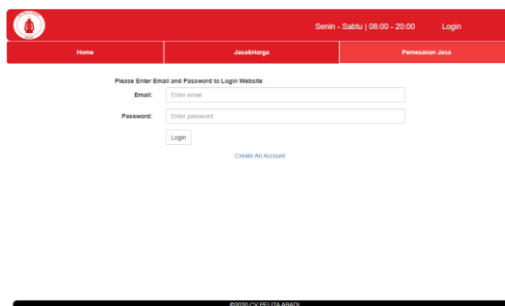 Senin - Sabtu | 08:00 - 20:00 Login
Home Jasa&Harga Pemesanan Jasa
Please Enter Email and Password to Login Website
Email: Enter email
Password: Enter password
Login
Create An Account
©2020 CV PELITA ABADI